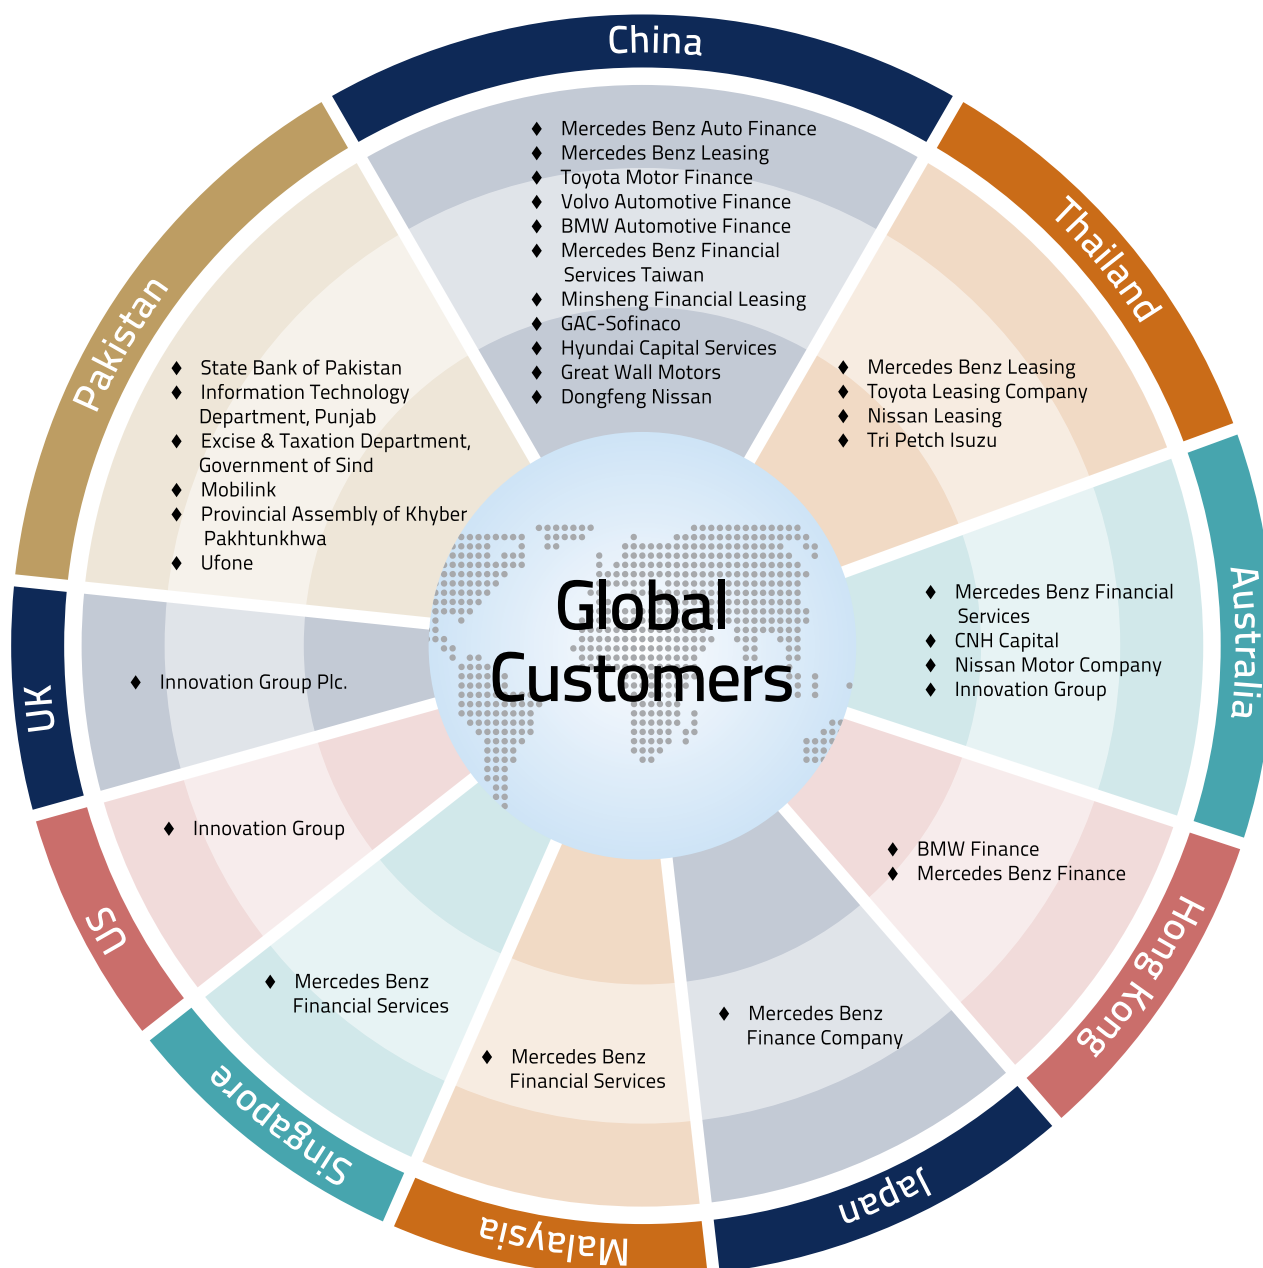 China
♦ Mercedes Benz Auto Finance
♦ Mercedes Benz Leasing
♦ Toyota Motor Finance
♦ Volvo Automotive Finance
♦ BMW Automotive Finance
♦ Mercedes Benz Financial
Services Taiwan
♦ Minsheng Financial Leasing
♦ GAC-Sofinaco
♦ Hyundai Capital Services
♦ Great Wall Motors
♦ Dongfeng Nissan
Thailand
♦ Mercedes Benz Leasing
♦ Toyota Leasing Company
♦ Nissan Leasing
♦ Tri Petch Isuzu
Australia
♦ Mercedes Benz Financial
Services
♦ CNH Capital
♦ Nissan Motor Company
♦ Innovation Group
Hong Kong
♦ BMW Finance
♦ Mercedes Benz Finance
Japan
♦ Mercedes Benz
Finance Company
Malaysia
♦ Mercedes Benz
Financial Services
Singapore
♦ Mercedes Benz
Financial Services
US
♦ Innovation Group
UK
♦ Innovation Group Plc.
Pakistan
♦ State Bank of Pakistan
♦ Information Technology
Department, Punjab
♦ Excise & Taxation Department,
Government of Sind
♦ Mobilink
♦ Provincial Assembly of Khyber
Pakhtunkhwa
♦ Ufone
Global
Customers